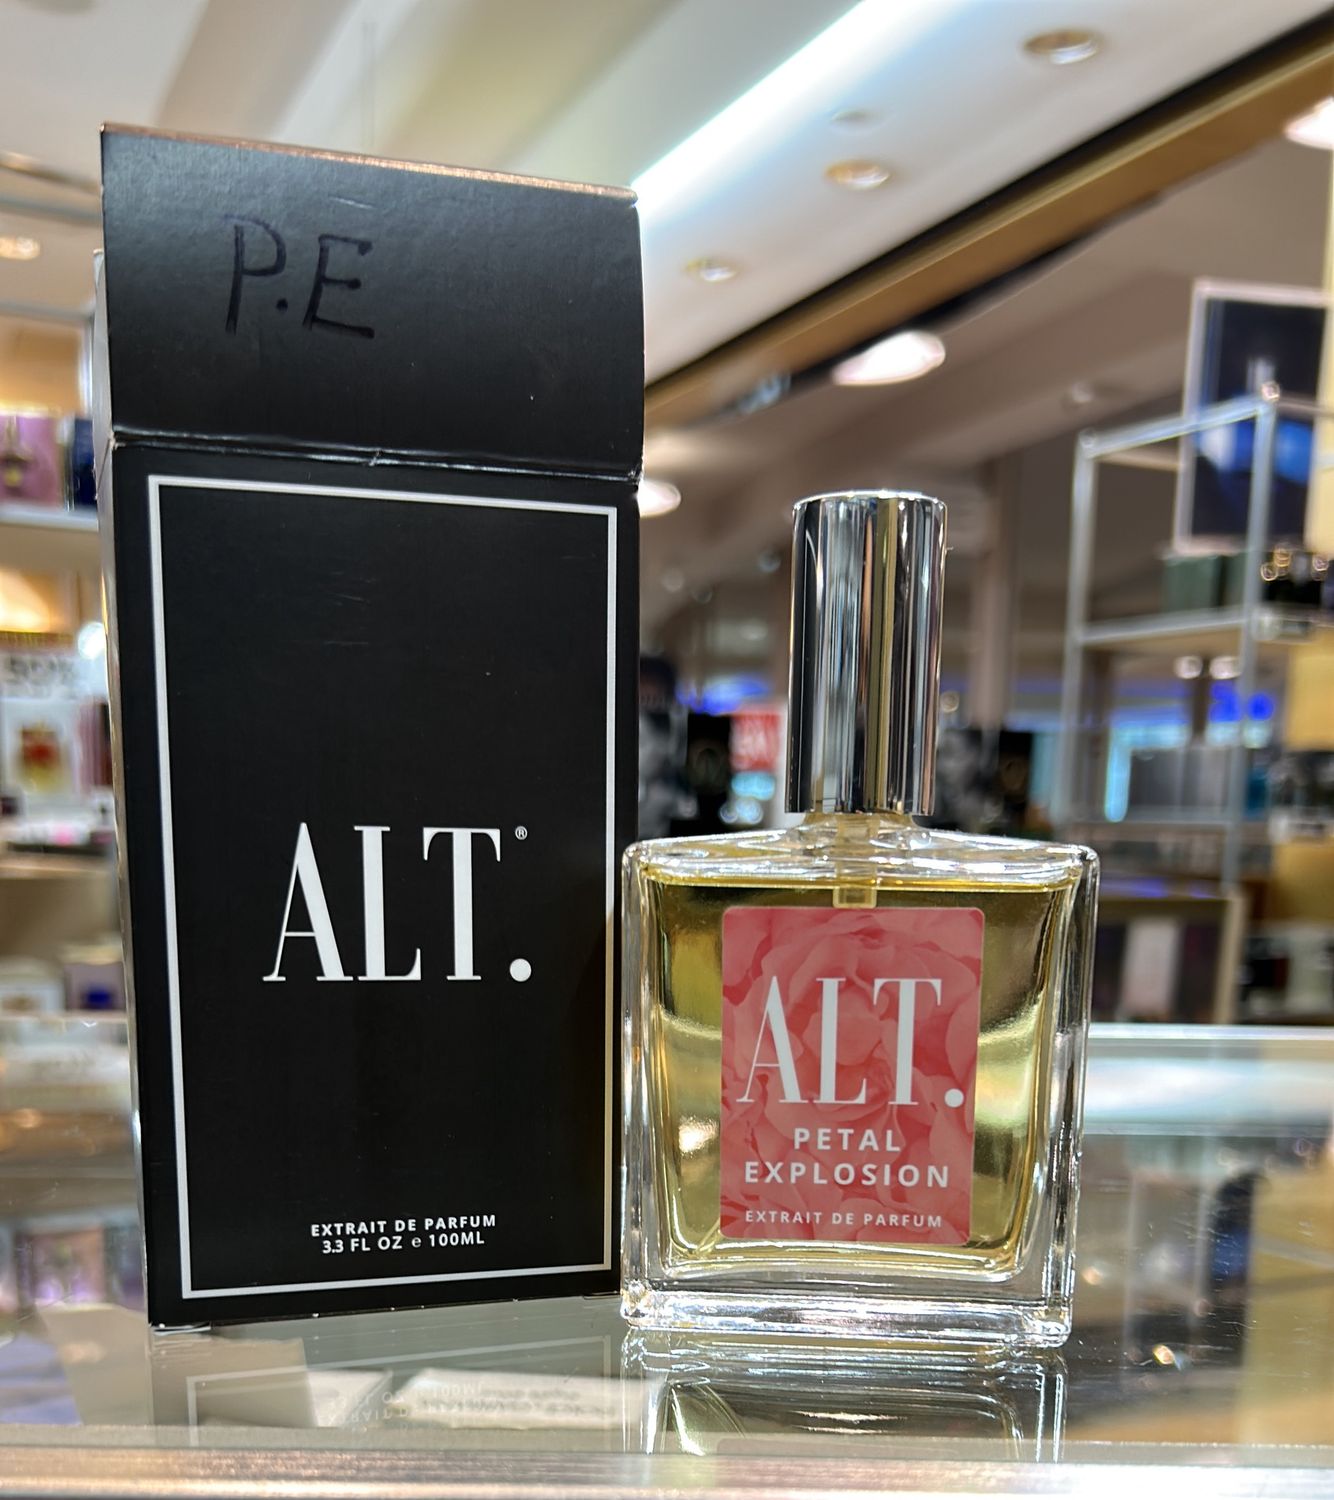 P.E
ALT.®
EXTRAIT DE PARFUM
3.3 FL OZ ℮ 100ML
ALT.
PETAL
EXPLOSION
EXTRAIT DE PARFUM